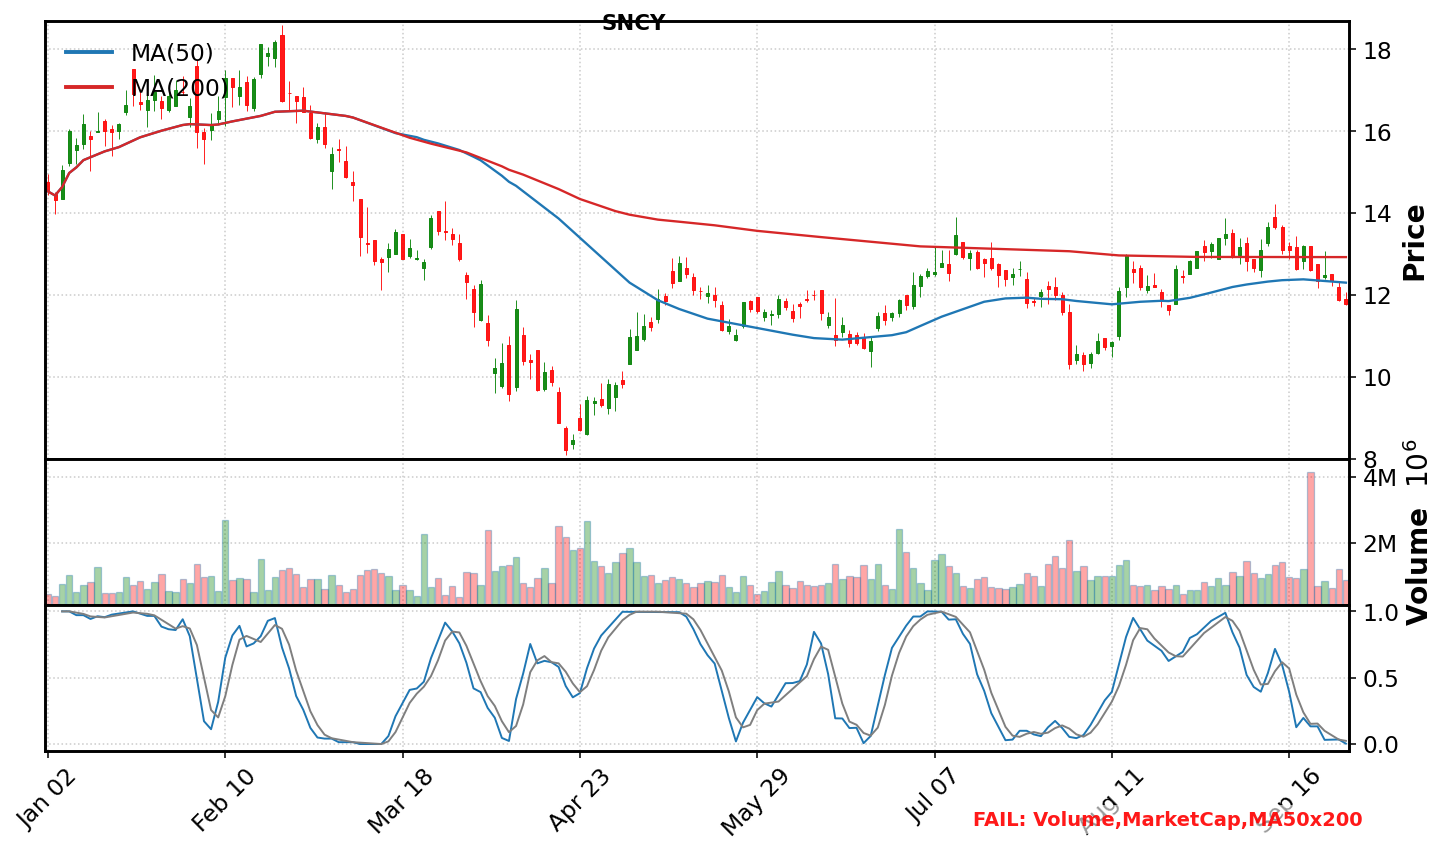 SNCY
MA(50)
MA(200)
18
16
14
12
10
8
Price
4M
2M
Volume 10^6
1.0
0.5
0.0
Jan 02
Feb 10
Mar 18
Apr 23
May 29
Jul 07
Aug 11
Sep 16
FAIL: Volume,MarketCap,MA50x200